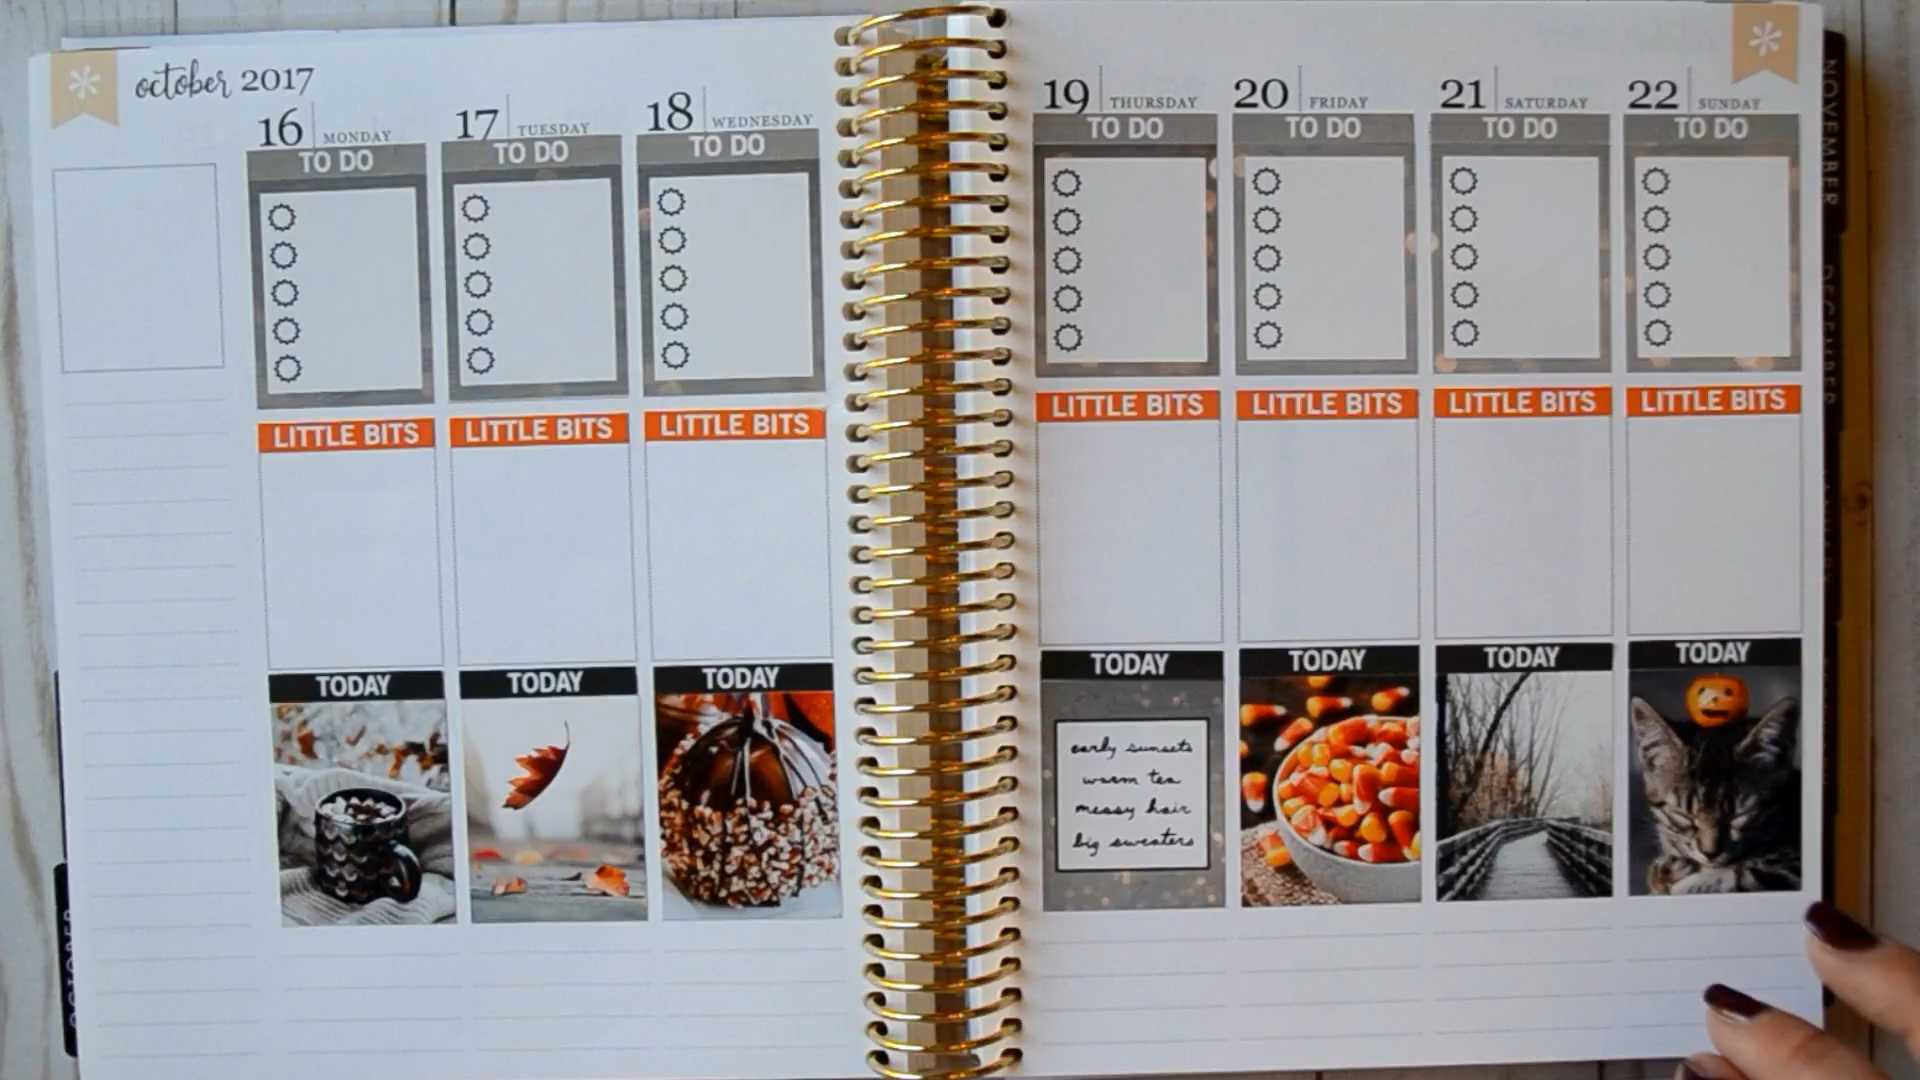 october 2017
16 MONDAY
17 TUESDAY
18 WEDNESDAY
19 THURSDAY
20 FRIDAY
21 SATURDAY
22 SUNDAY
TO DO
TO DO
TO DO
TO DO
TO DO
TO DO
TO DO
LITTLE BITS
LITTLE BITS
LITTLE BITS
LITTLE BITS
LITTLE BITS
LITTLE BITS
LITTLE BITS
TODAY
TODAY
TODAY
TODAY
TODAY
TODAY
TODAY
early sunsets
warm tea
messy hair
big sweaters
NOVEMBER
DECEMBER
OCTOBER